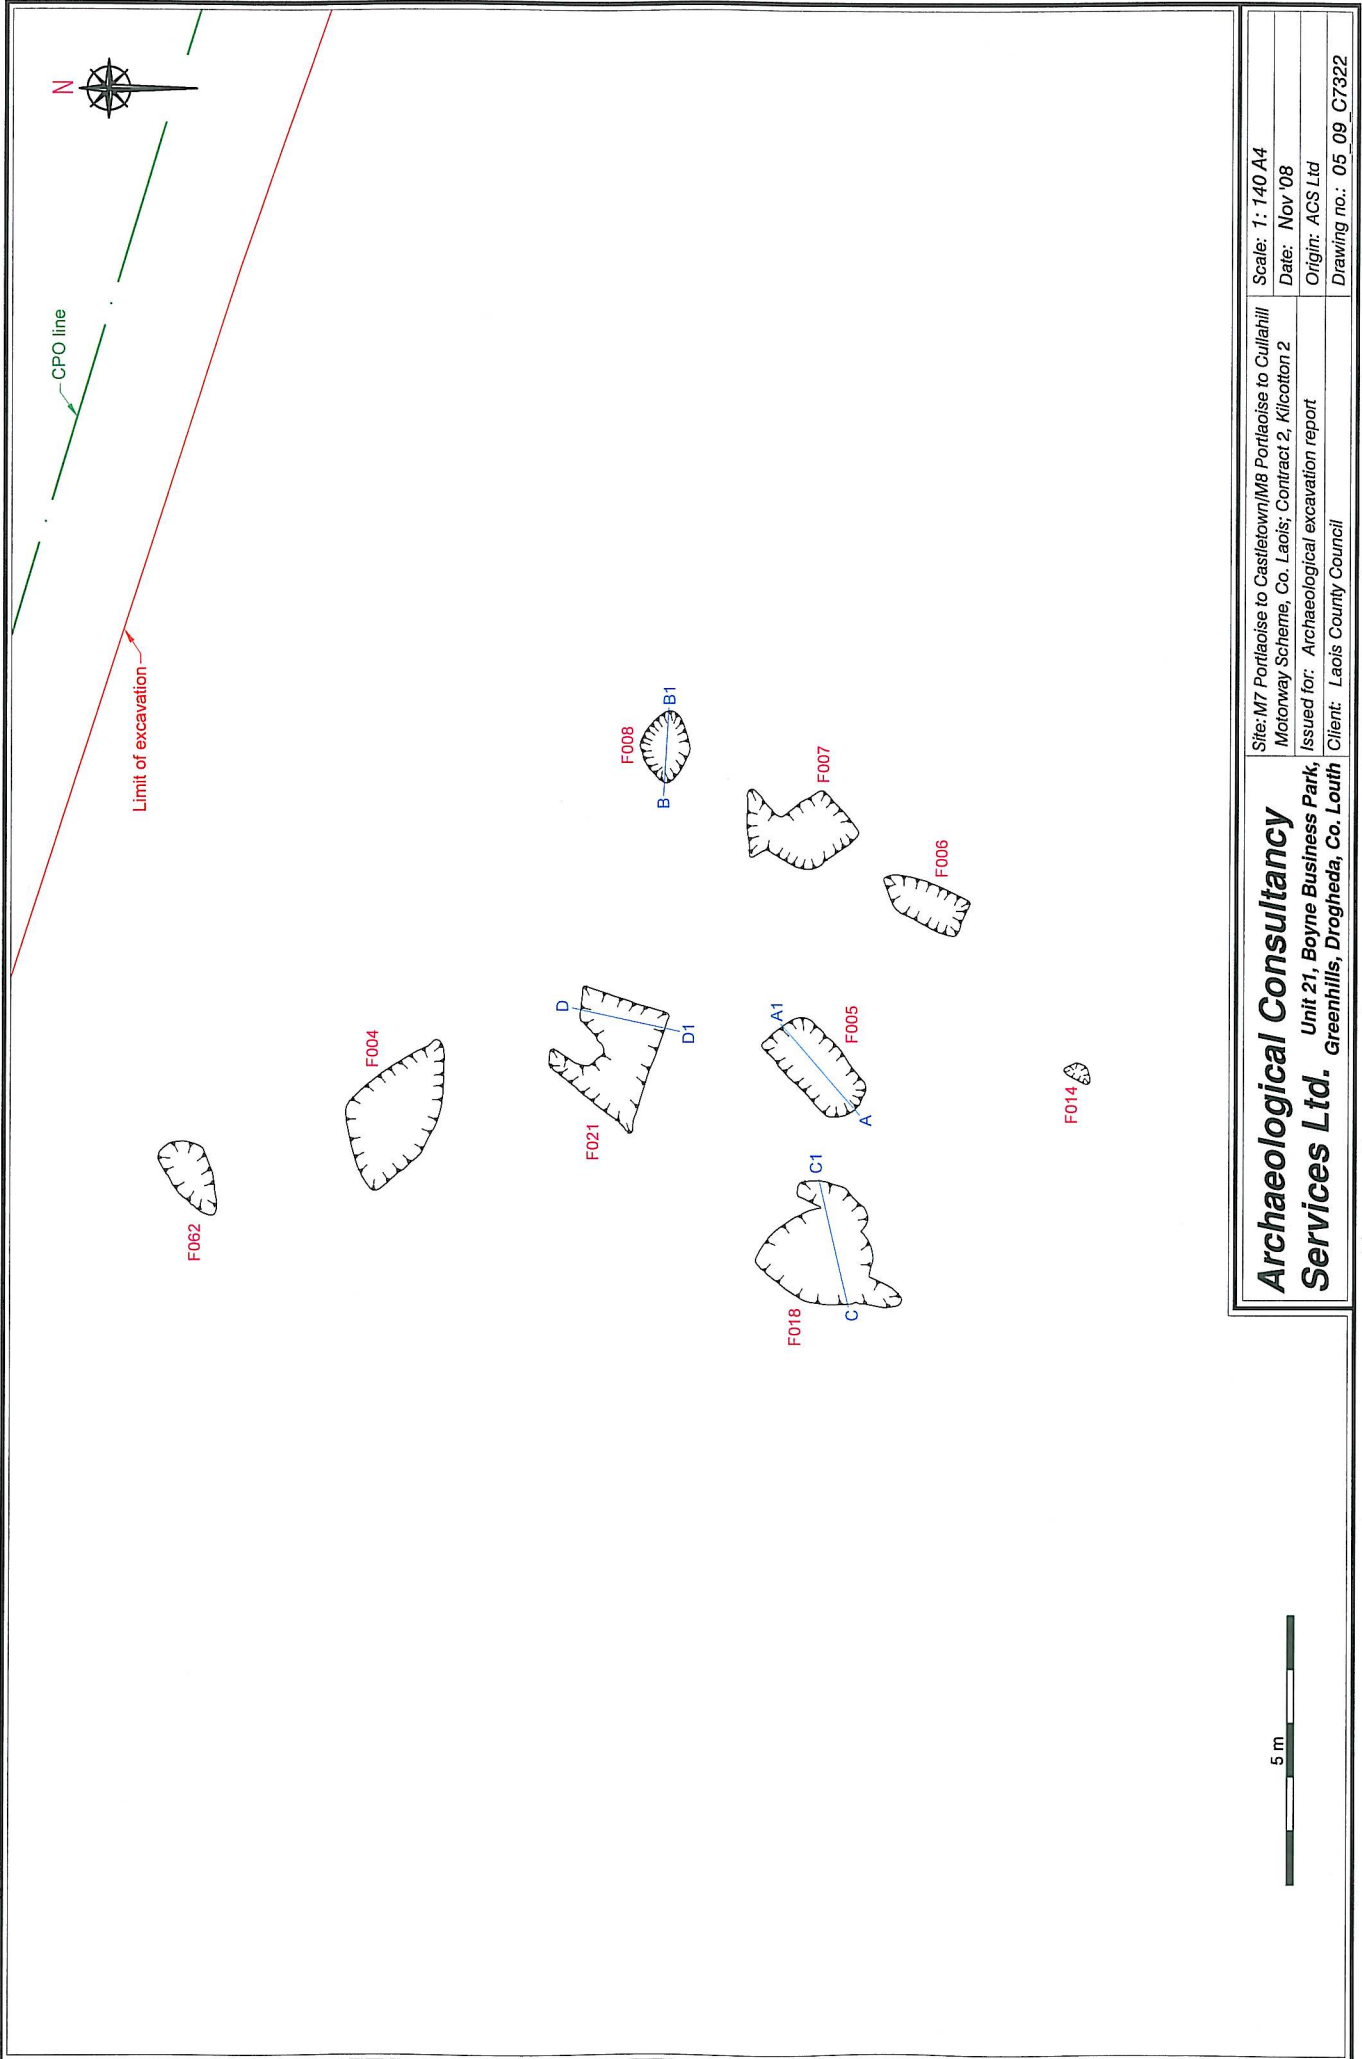 N
CPO line
Limit of excavation
F062
F004
F008
B
B1
F021
D
D1
F007
F006
F005
A
A1
F018
C
C1
F014
5 m
Archaeological Consultancy
Services Ltd.
Unit 21, Boyne Business Park,
Greenhills, Drogheda, Co. Louth
Site: M7 Portlaoise to Castletown/M8 Portlaoise to Cullahill
Motorway Scheme, Co. Laois; Contract 2, Kilcotton 2
Issued for: Archaeological excavation report
Client: Laois County Council
Scale: 1: 140 A4
Date: Nov '08
Origin: ACS Ltd
Drawing no.: 05_09_C7322